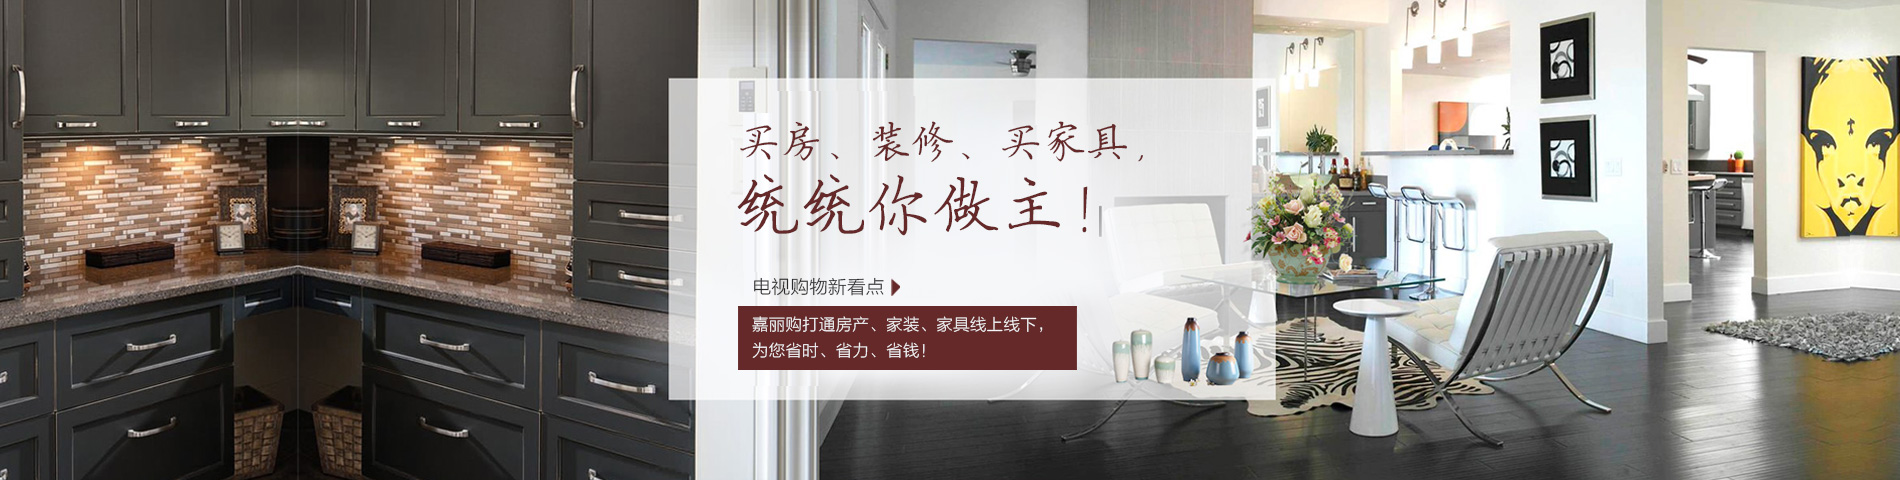 买房、装修、买家具，
统统你做主！
电视购物新看点
嘉丽购打通房产、家装、家具线上线下，
为您省时、省力、省钱！